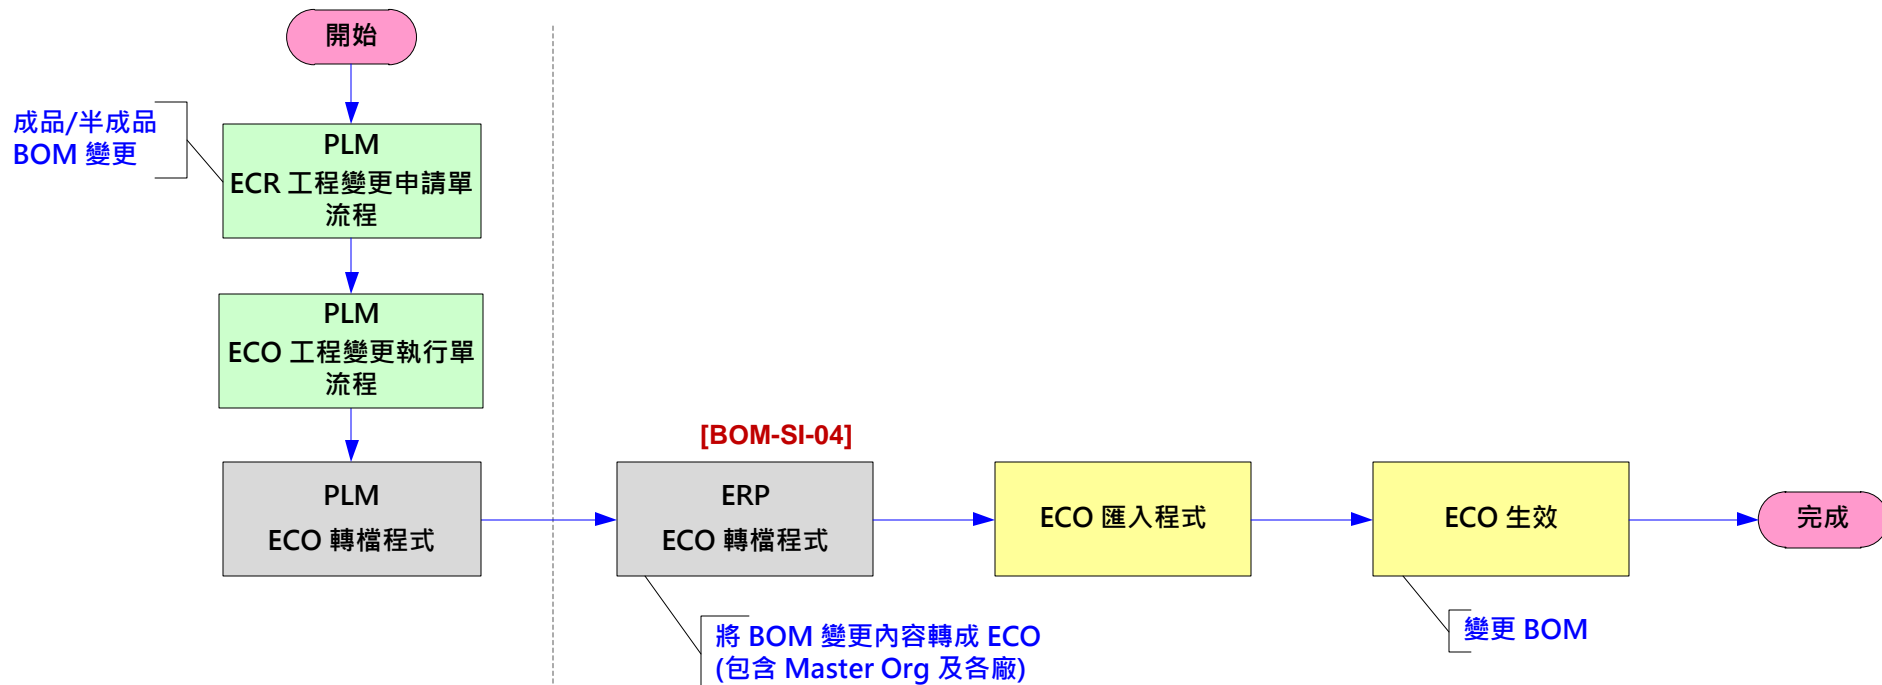 開始
成品/半成品
BOM 變更
PLM
ECR 工程變更申請單
流程
PLM
ECO 工程變更執行單
流程
[BOM-SI-04]
PLM
ECO 轉檔程式
ERP
ECO 轉檔程式
ECO 匯入程式
ECO 生效
完成
將 BOM 變更內容轉成 ECO
(包含 Master Org 及各廠)
變更 BOM